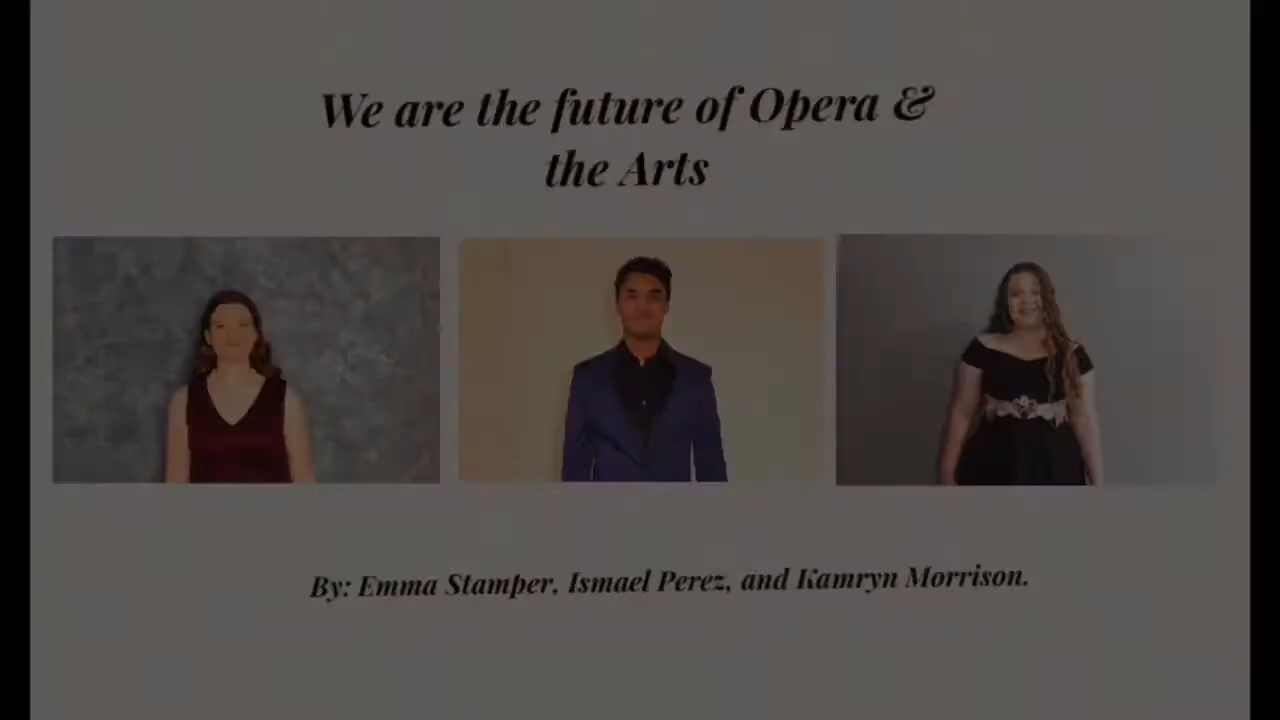 We are the future of Opera &
the Arts
By: Emma Stamper, Ismael Perez, and Kamryn Morrison.